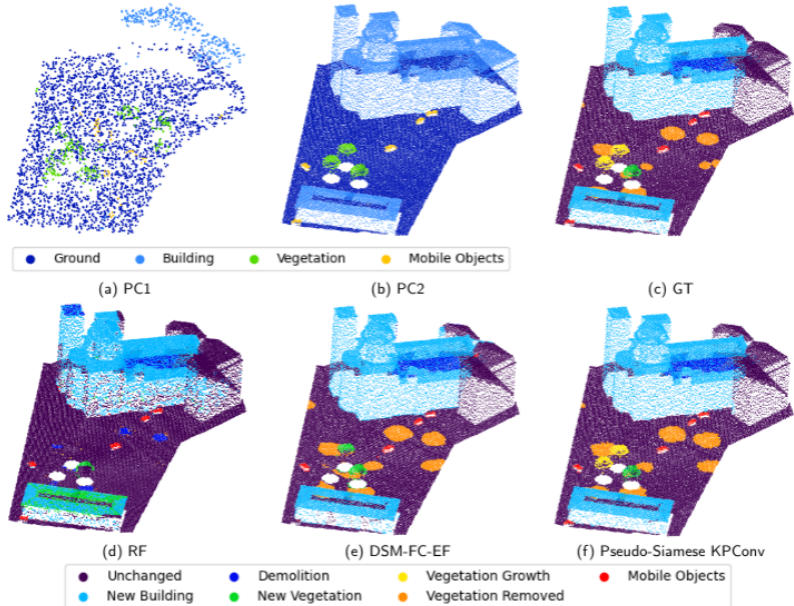 Ground Building Vegetation Mobile Objects
(a) PC1 (b) PC2 (c) GT
(d) RF (e) DSM-FC-EF (f) Pseudo-Siamese KPConv
Unchanged Demolition Vegetation Growth Mobile Objects
New Building New Vegetation Vegetation Removed